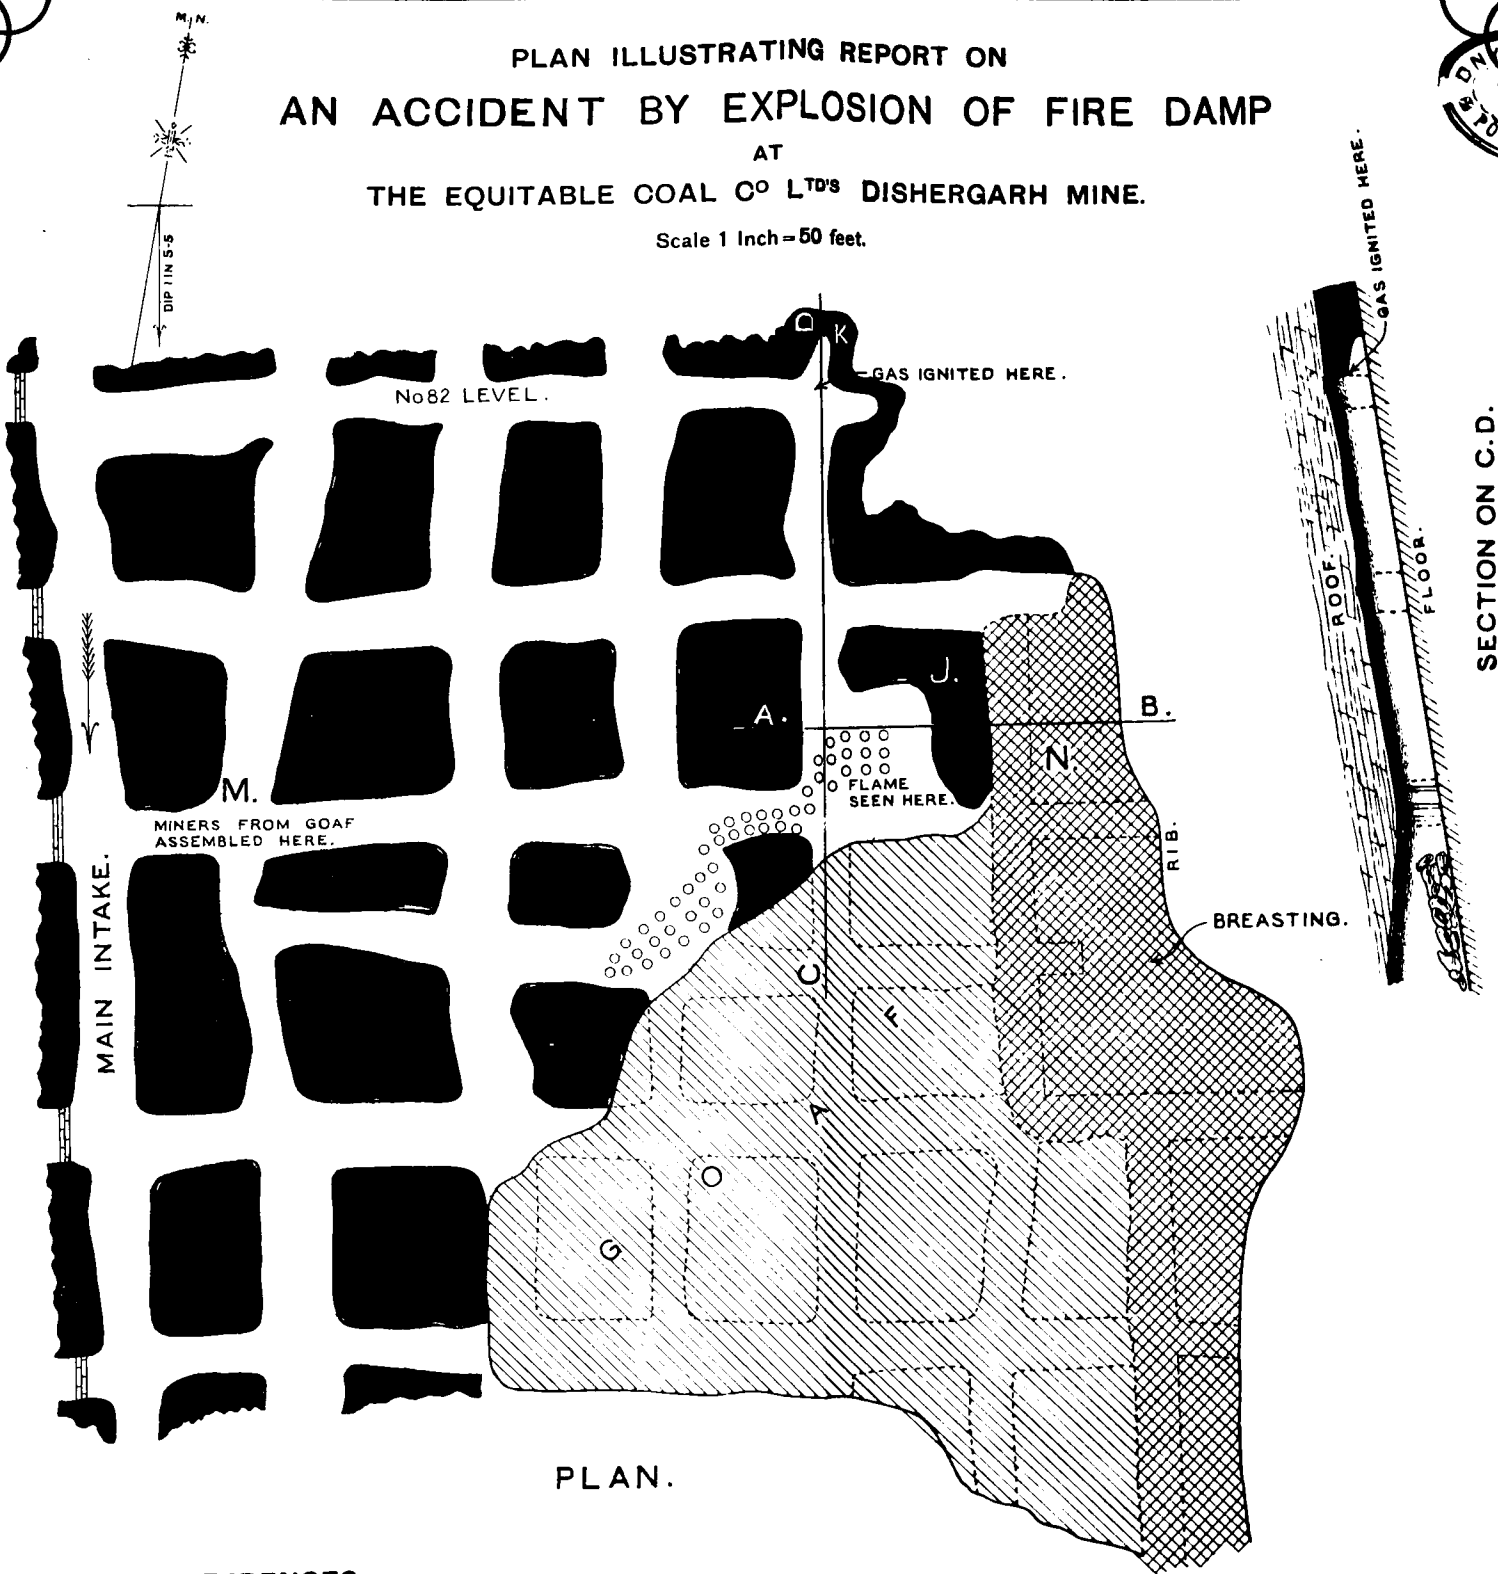 M. N.
PLAN ILLUSTRATING REPORT ON
AN ACCIDENT BY EXPLOSION OF FIRE DAMP
AT
THE EQUITABLE COAL Cº LTD'S DISHERGARH MINE.
Scale 1 Inch = 50 feet.
DIP 1 IN 5·5
GAS IGNITED HERE.
D
K
GAS IGNITED HERE.
No 82 LEVEL.
SECTION ON C.D.
ROOF.
FLOOR.
J.
A.
B.
N.
FLAME
SEEN HERE.
M.
MINERS FROM GOAF
ASSEMBLED HERE.
RIB.
MAIN INTAKE.
BREASTING.
C
G O A F
PLAN.